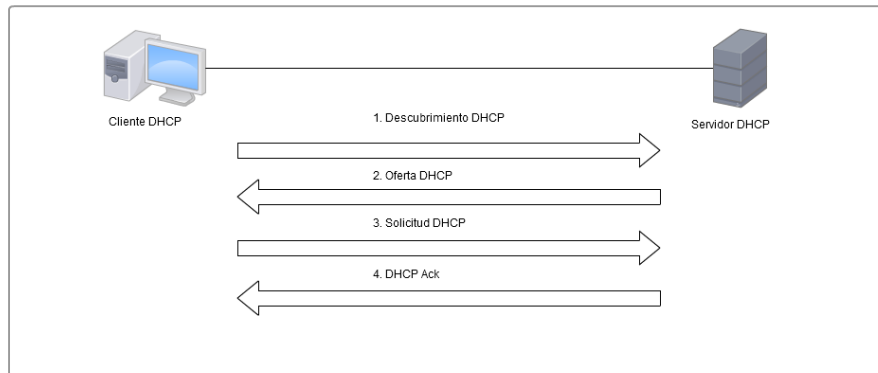 Cliente DHCP
Servidor DHCP
1. Descubrimiento DHCP
2. Oferta DHCP
3. Solicitud DHCP
4. DHCP Ack